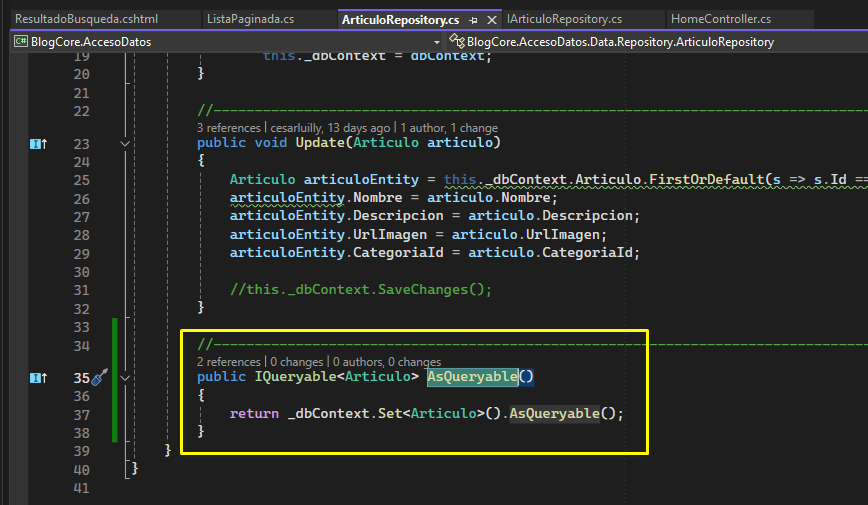 ResultadoBusqueda.cshtml ListaPaginada.cs ArticuloRepository.cs IArticuloRepository.cs HomeController.cs
C# BlogCore.AccesoDatos BlogCore.AccesoDatos.Data.Repository.ArticuloRepository
19 this._dbContext = dbContext;
20 }
21
22 //--------------------------------------------------------------------------------
3 references | cesarluilly, 13 days ago | 1 author, 1 change
23 public void Update(Articulo articulo)
24 {
25 Articulo articuloEntity = this._dbContext.Articulo.FirstOrDefault(s => s.Id ==
26 articuloEntity.Nombre = articulo.Nombre;
27 articuloEntity.Descripcion = articulo.Descripcion;
28 articuloEntity.UrlImagen = articulo.UrlImagen;
29 articuloEntity.CategoriaId = articulo.CategoriaId;
30
31 //this._dbContext.SaveChanges();
32 }
33
34 //--------------------------------------------------------------------------------
2 references | 0 changes | 0 authors, 0 changes
35 public IQueryable<Articulo> AsQueryable()
36 {
37 return _dbContext.Set<Articulo>().AsQueryable();
38 }
39 }
40 }
41